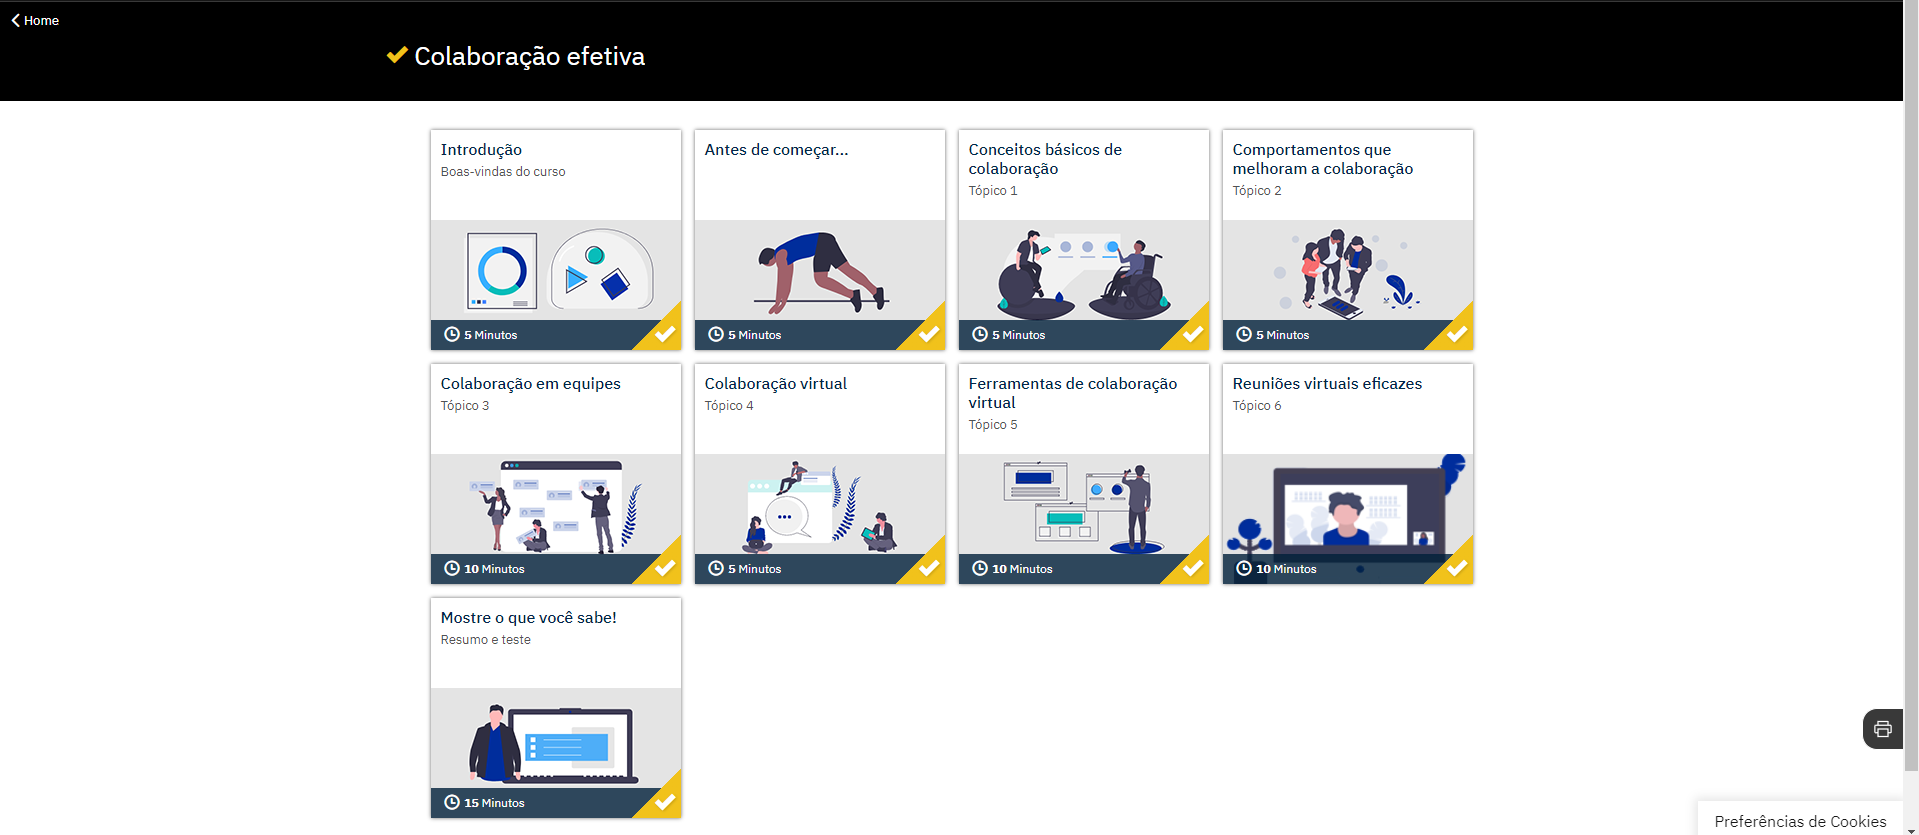 Home
Colaboração efetiva
Introdução
Boas-vindas do curso
5 Minutos
Antes de começar...
5 Minutos
Conceitos básicos de
colaboração
Tópico 1
5 Minutos
Comportamentos que
melhoram a colaboração
Tópico 2
5 Minutos
Colaboração em equipes
Tópico 3
10 Minutos
Colaboração virtual
Tópico 4
5 Minutos
Ferramentas de colaboração
virtual
Tópico 5
10 Minutos
Reuniões virtuais eficazes
Tópico 6
10 Minutos
Mostre o que você sabe!
Resumo e teste
15 Minutos
Preferências de Cookies